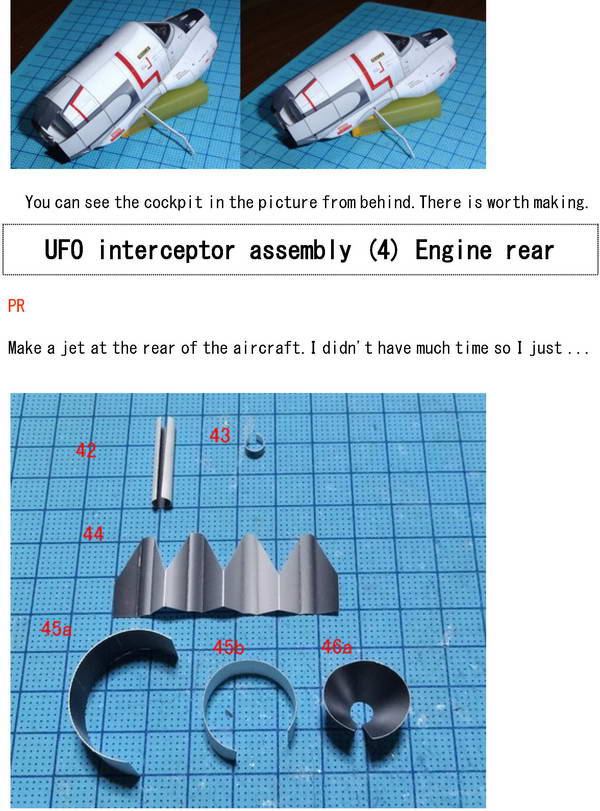 You can see the cockpit in the picture from behind. There is worth making.
UFO interceptor assembly (4) Engine rear
PR
Make a jet at the rear of the aircraft. I didn't have much time so I just ...
42
43
44
45a
45b
46a